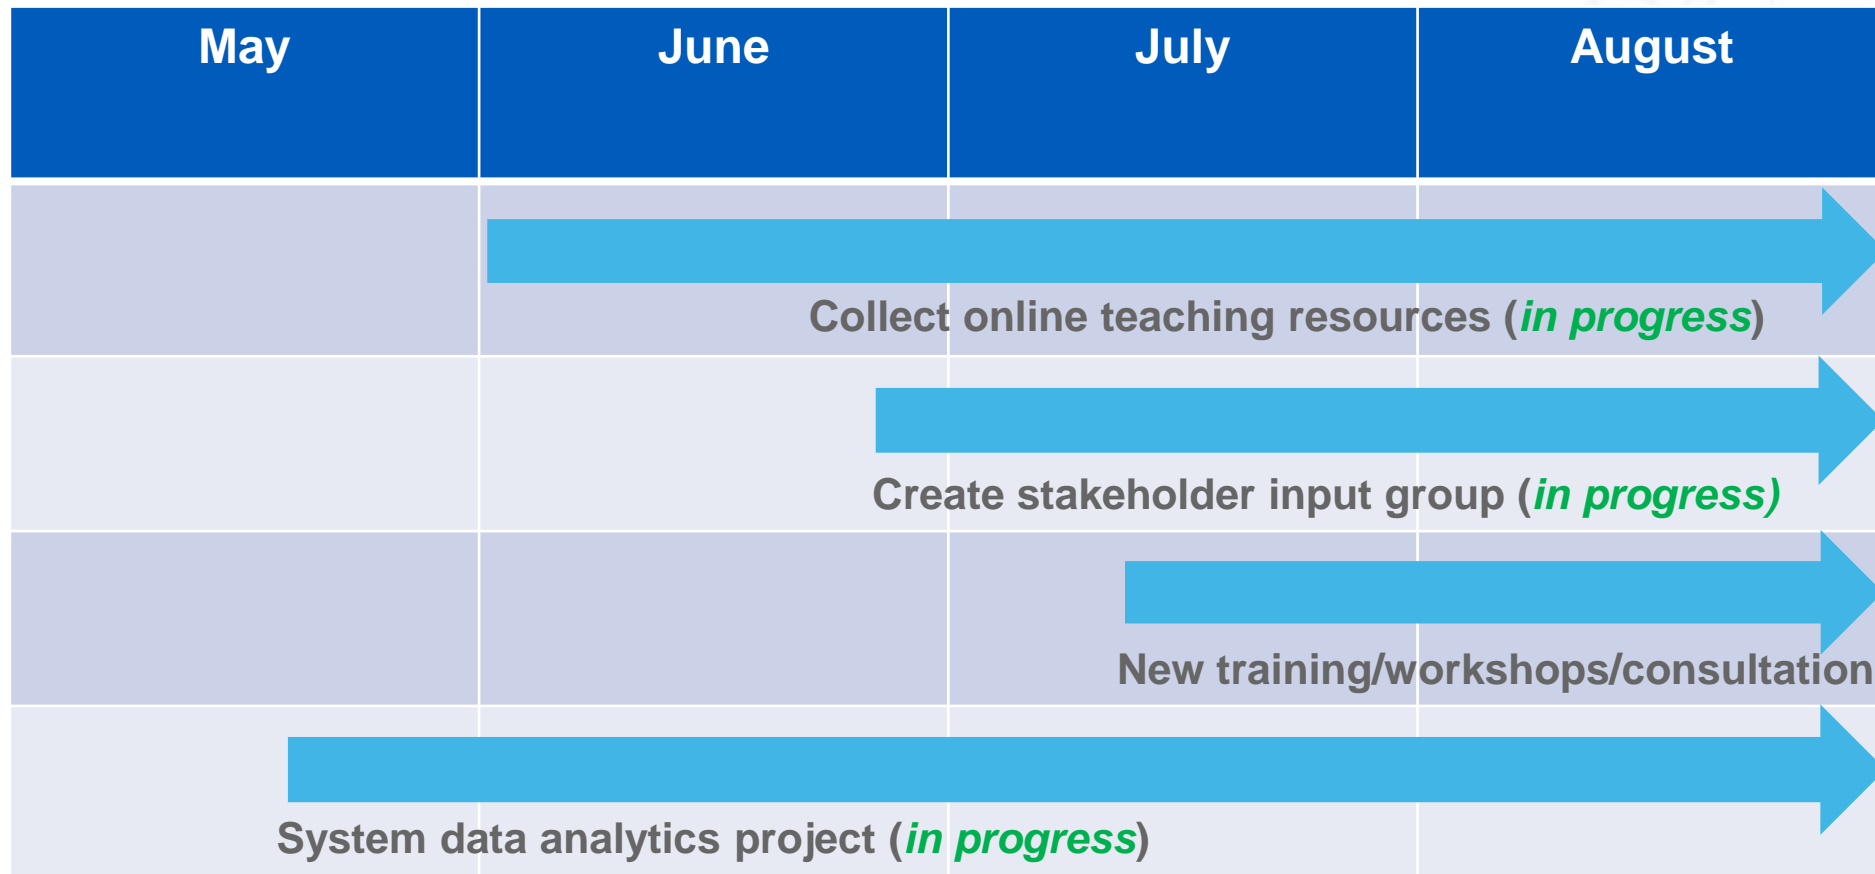 May June July August
Collect online teaching resources (in progress)
Create stakeholder input group (in progress)
New training/workshops/consultation
System data analytics project (in progress)